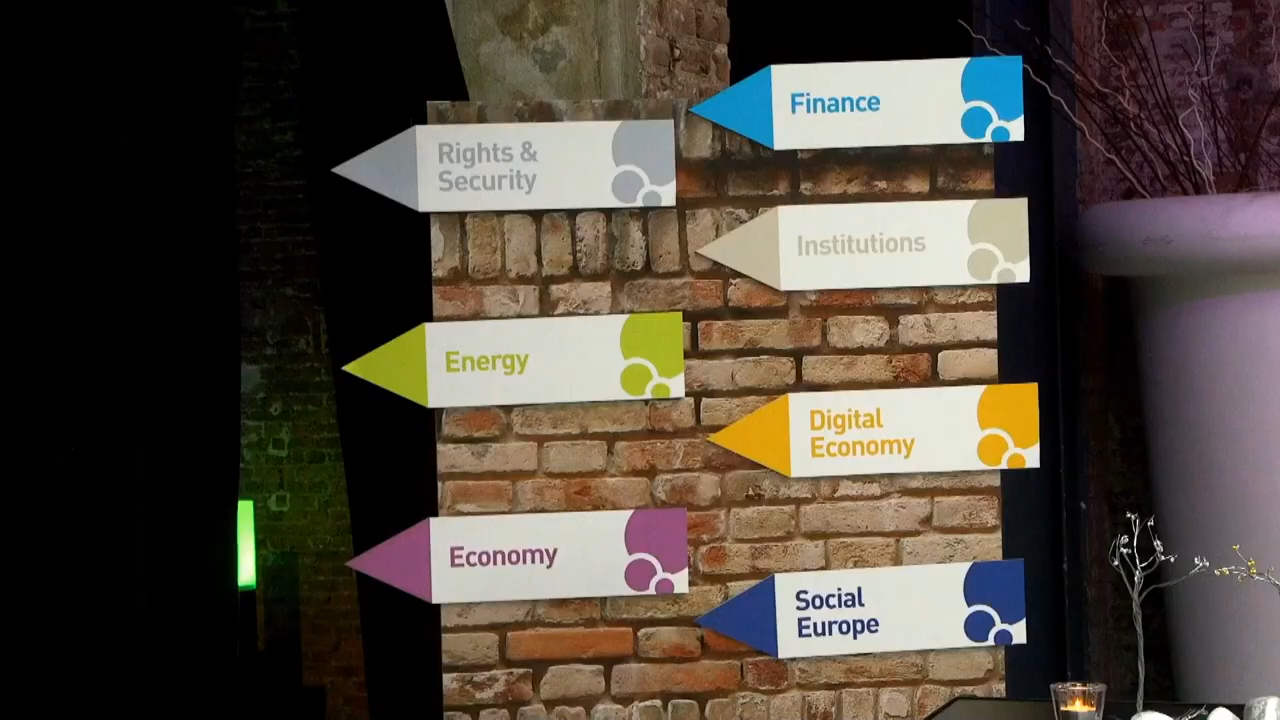 Finance
Rights &
Security
Institutions
Energy
Digital
Economy
Economy
Social
Europe